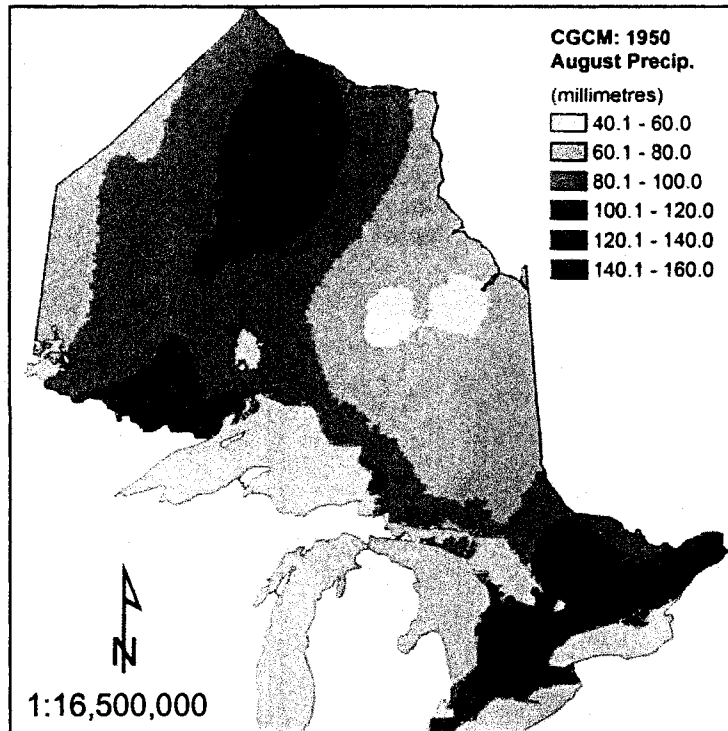 CGCM: 1950
August Precip.
(millimetres)
40.1 - 60.0
60.1 - 80.0
80.1 - 100.0
100.1 - 120.0
120.1 - 140.0
140.1 - 160.0
N
1:16,500,000